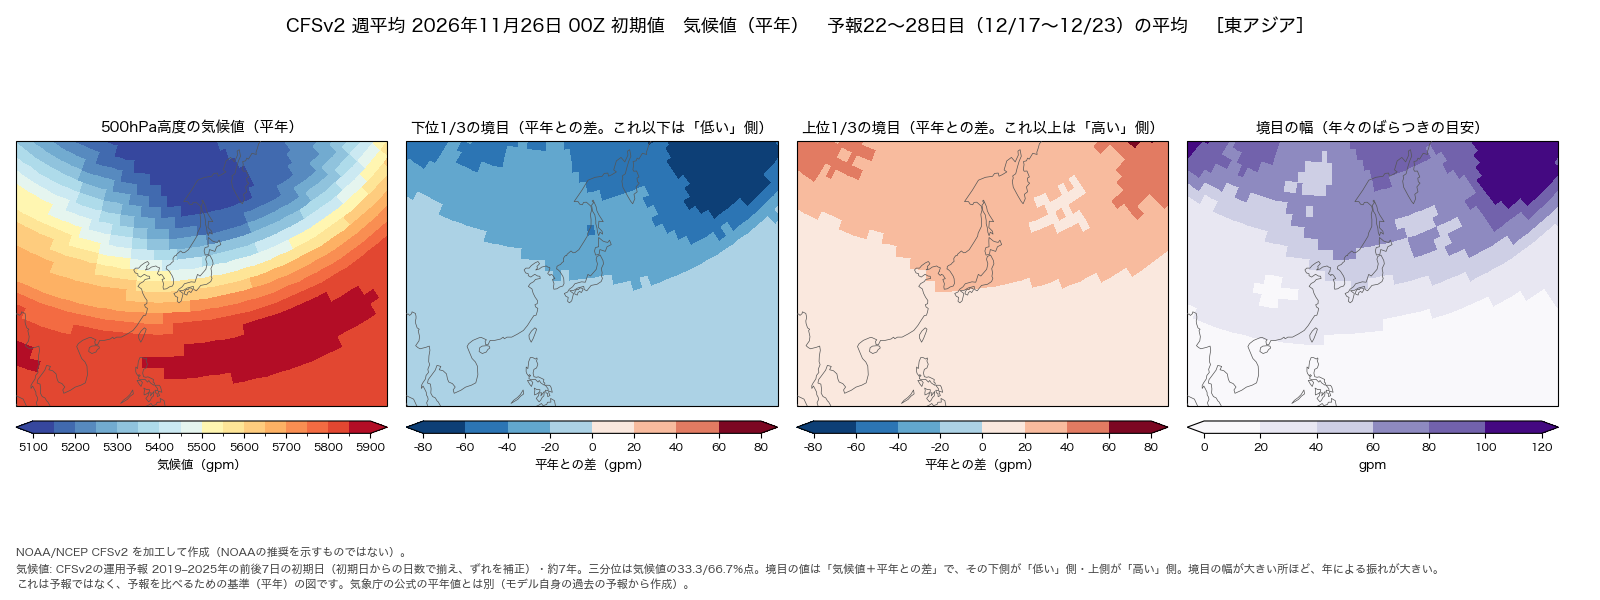 CFSv2 週平均 2026年11月26日 00Z 初期値　気候値（平年）　予報22～28日目（12/17～12/23）の平均　［東アジア］
500hPa高度の気候値（平年）
下位1/3の境目（平年との差。これ以下は「低い」側）
上位1/3の境目（平年との差。これ以上は「高い」側）
境目の幅（年々のばらつきの目安）
5100 5200 5300 5400 5500 5600 5700 5800 5900
気候値（gpm）
-80 -60 -40 -20 0 20 40 60 80
平年との差（gpm）
-80 -60 -40 -20 0 20 40 60 80
平年との差（gpm）
0 20 40 60 80 100 120
gpm
NOAA/NCEP CFSv2 を加工して作成（NOAAの推奨を示すものではない）。
気候値: CFSv2の運用予報 2019–2025年の前後7日の初期日（初期日からの日数で揃え、ずれを補正）・約7年。三分位は気候値の33.3/66.7%点。境目の値は「気候値＋平年との差」で、その下側が「低い」側・上側が「高い」側。境目の幅が大きい所ほど、年による振れが大きい。
これは予報ではなく、予報を比べるための基準（平年）の図です。気象庁の公式の平年値とは別（モデル自身の過去の予報から作成）。